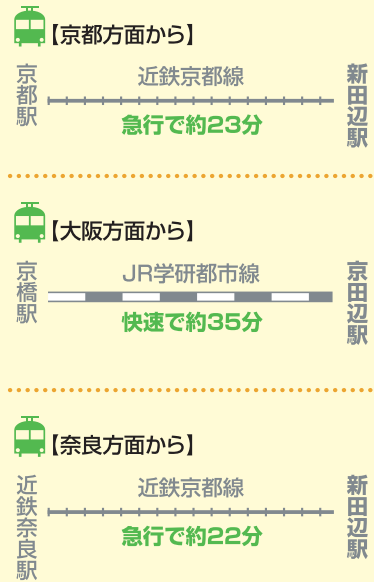 【京都方面から】
京都駅
近鉄京都線
急行で約23分
新田辺駅
【大阪方面から】
京橋駅
JR学研都市線
快速で約35分
京田辺駅
【奈良方面から】
近鉄奈良駅
近鉄京都線
急行で約22分
新田辺駅